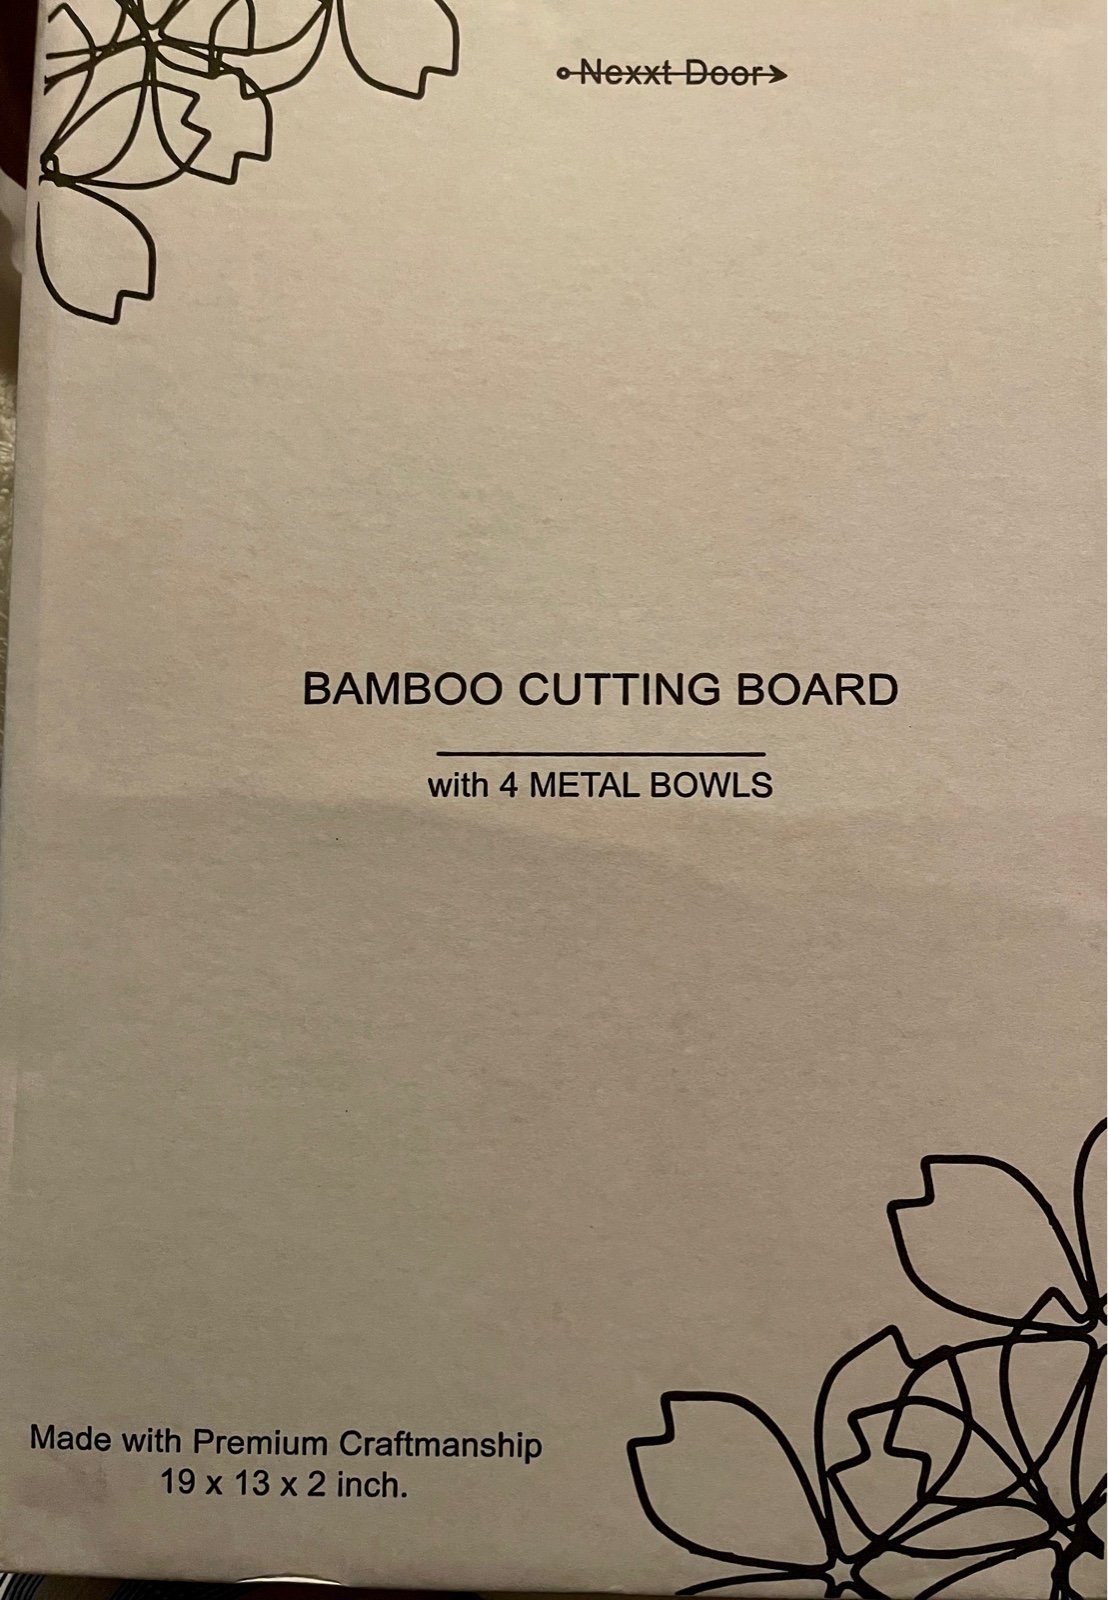 Nexxt Door
BAMBOO CUTTING BOARD
with 4 METAL BOWLS
Made with Premium Craftmanship
19 x 13 x 2 inch.